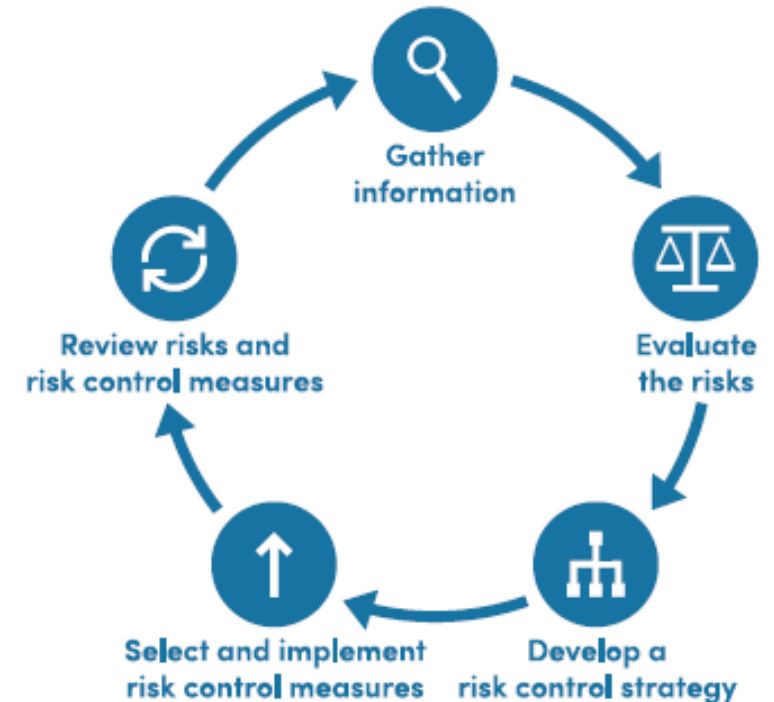 Gather
information
Evaluate
the risks
Develop a
risk control strategy
Select and implement
risk control measures
Review risks and
risk control measures